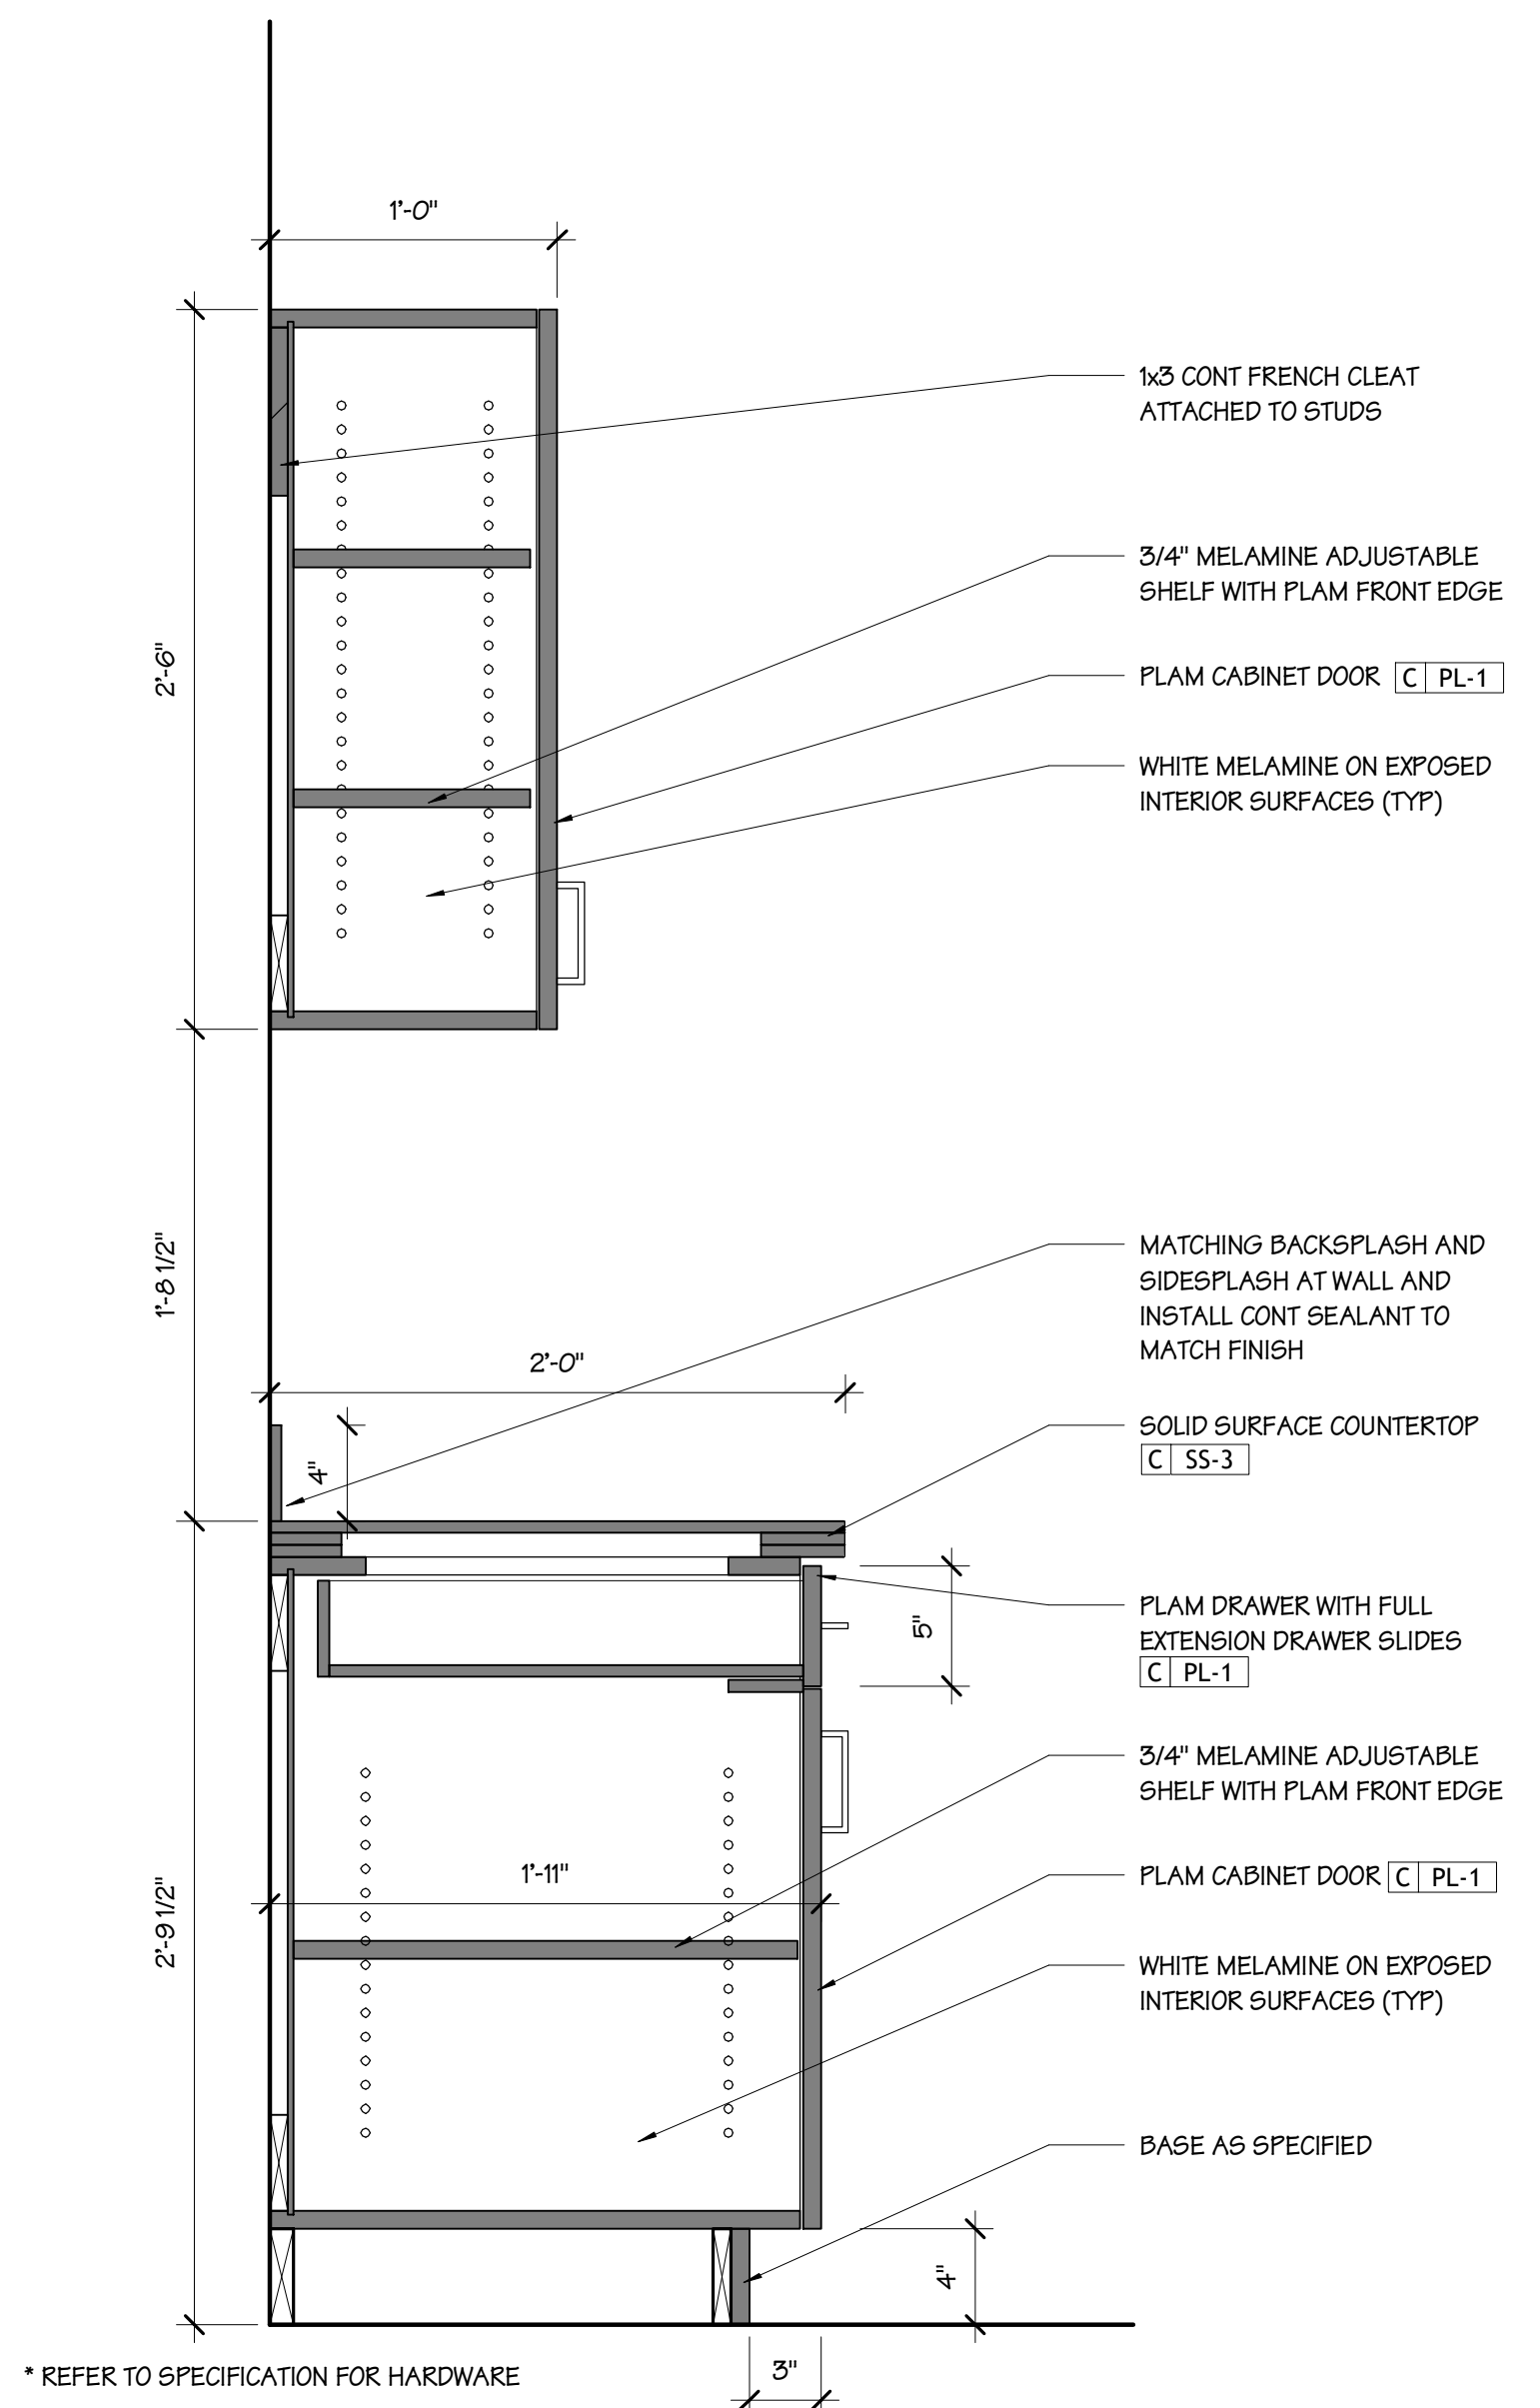 1'-0"
1x3 CONT FRENCH CLEAT
ATTACHED TO STUDS
3/4" MELAMINE ADJUSTABLE
SHELF WITH PLAM FRONT EDGE
2'-6"
PLAM CABINET DOOR C PL-1
WHITE MELAMINE ON EXPOSED
INTERIOR SURFACES (TYP)
1'-8 1/2"
MATCHING BACKSPLASH AND
SIDESPLASH AT WALL AND
INSTALL CONT SEALANT TO
MATCH FINISH
2'-0"
SOLID SURFACE COUNTERTOP
C SS-3
4"
PLAM DRAWER WITH FULL
EXTENSION DRAWER SLIDES
C PL-1
5"
3/4" MELAMINE ADJUSTABLE
SHELF WITH PLAM FRONT EDGE
1'-11"
PLAM CABINET DOOR C PL-1
2'-9 1/2"
WHITE MELAMINE ON EXPOSED
INTERIOR SURFACES (TYP)
BASE AS SPECIFIED
4"
3"
* REFER TO SPECIFICATION FOR HARDWARE